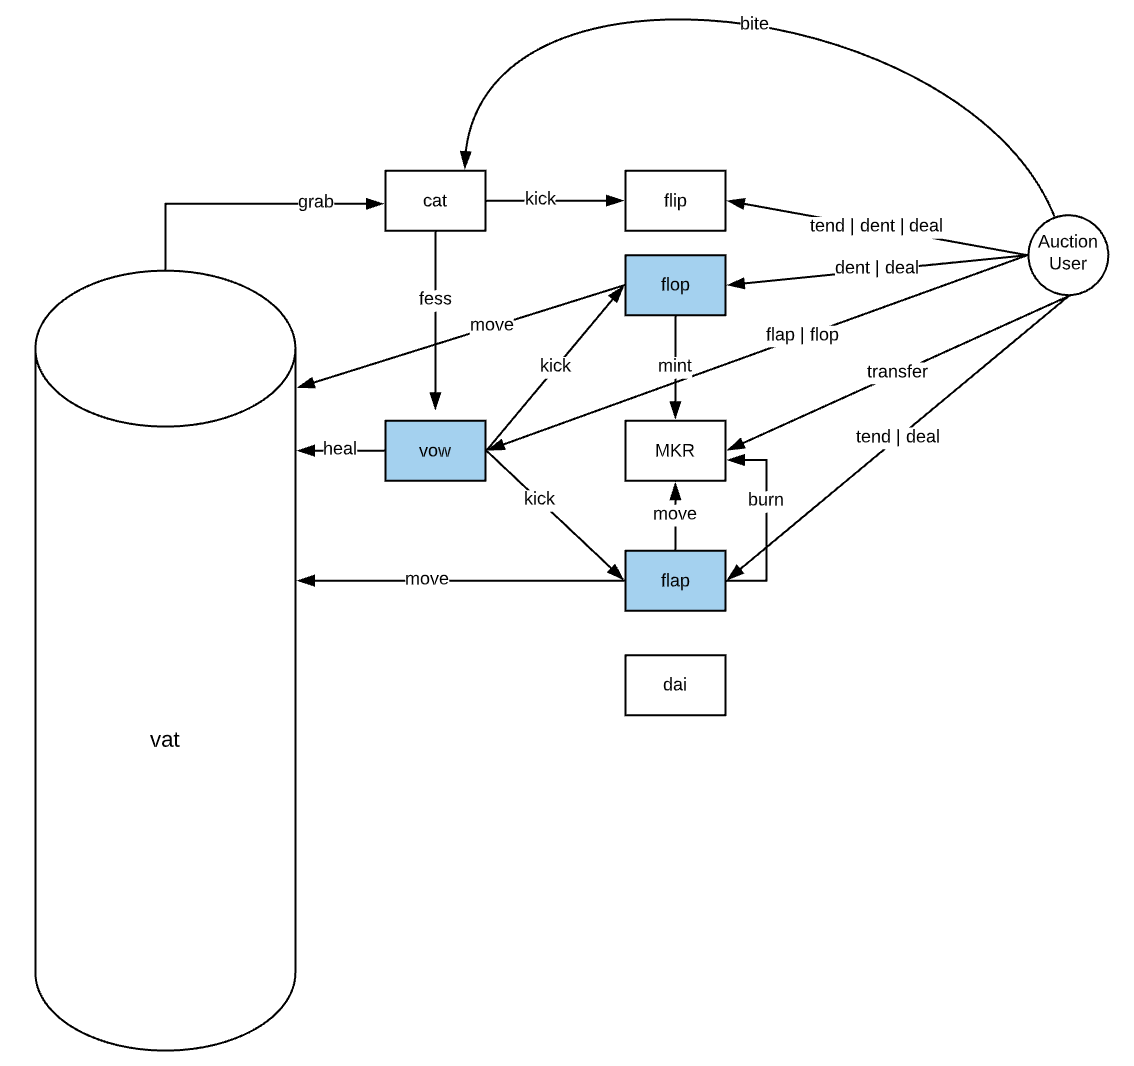 bite
grab
cat
kick
flip
tend | dent | deal
Auction
User
dent | deal
flop
fess
move
flap | flop
kick
mint
transfer
heal
vow
MKR
tend | deal
kick
move
burn
move
flap
dai
vat